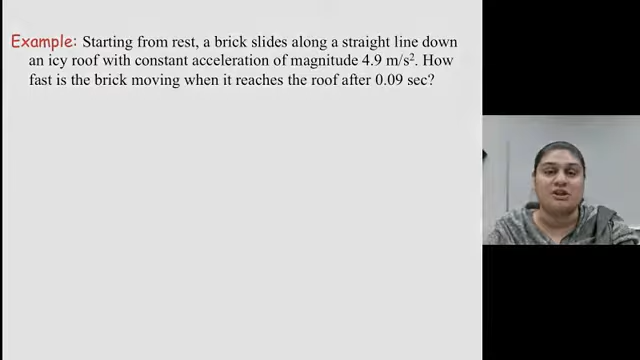 Example: Starting from rest, a brick slides along a straight line down
an icy roof with constant acceleration of magnitude 4.9 m/s². How
fast is the brick moving when it reaches the roof after 0.09 sec?